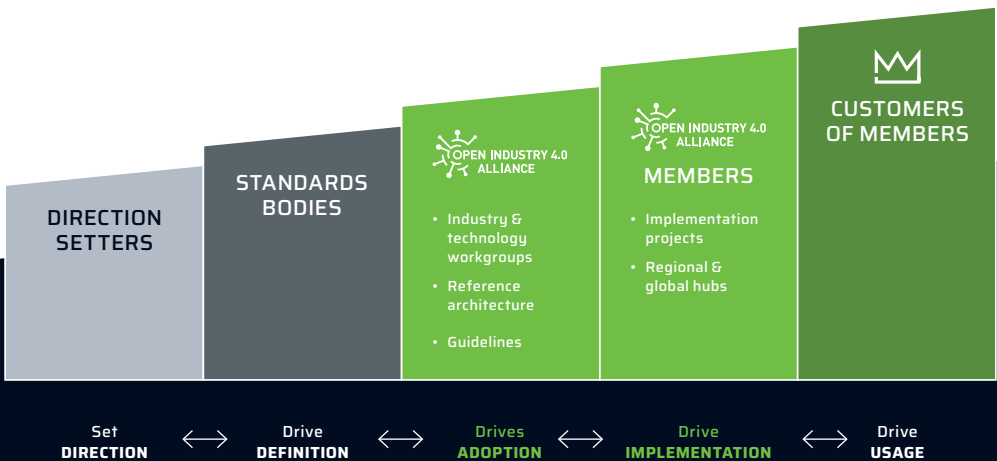 DIRECTION
SETTERS
STANDARDS
BODIES
OPEN INDUSTRY 4.0
ALLIANCE
• Industry &
technology
workgroups
• Reference
architecture
• Guidelines
OPEN INDUSTRY 4.0
ALLIANCE
MEMBERS
• Implementation
projects
• Regional &
global hubs
CUSTOMERS
OF MEMBERS
Set
DIRECTION
Drive
DEFINITION
Drives
ADOPTION
Drive
IMPLEMENTATION
Drive
USAGE